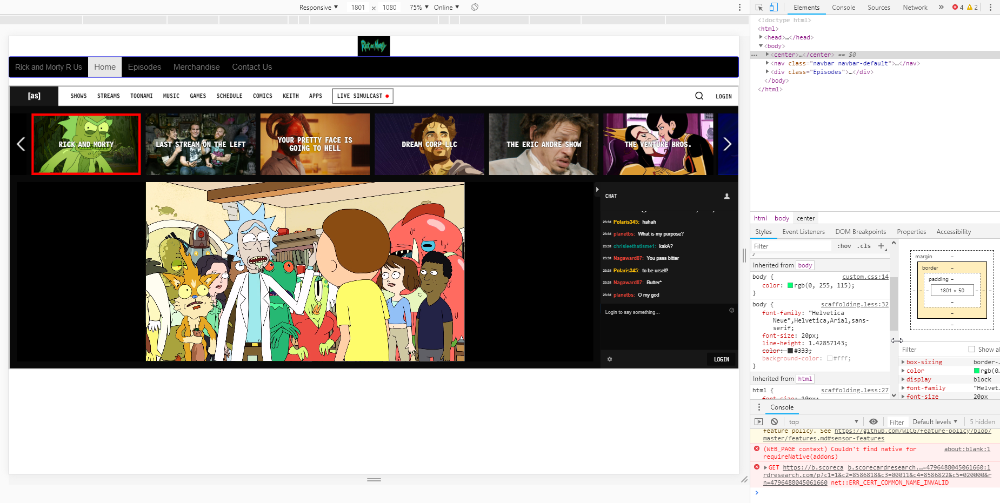 Responsive ▼ 1801 × 1080 75% ▼ Online ▼
Rick and Morty
Rick and Morty R Us Home Episodes Merchandise Contact Us
[as] SHOWS STREAMS TOONAMI MUSIC GAMES SCHEDULE COMICS KEITH APPS LIVE SIMULCAST LOGIN
RICK AND MORTY
LAST STREAM ON THE LEFT
YOUR PRETTY FACE IS
GOING TO HELL
DREAM CORP LLC
THE ERIC ANDRE SHOW
THE VENTURE BROS.
CHAT
23:31 Polaris345: hahah
23:31 planetbs: What is my purpose?
23:31 chrisleethatisme1: kakA?
23:31 Nagaward87: You pass bitter
23:31 Polaris345: to be urself!
23:31 Nagaward87: Butter*
23:31 planetbs: O my god
Login to say something...
LOGIN
Elements Console Sources Network » 4 2
<!doctype html>
<html>
<head>…</head>
<body>
… <center>…</center> == $0
<nav class="navbar navbar-default">…</nav>
<div class="Episodes">…</div>
</body>
</html>
html body center
Styles Event Listeners DOM Breakpoints Properties Accessibility
Filter :hov .cls +
}
Inherited from body
body { custom.css:14
color: rgb(0, 255, 115);
}
body { scaffolding.less:32
font-family: "Helvetica
Neue",Helvetica,Arial,sans-
serif;
font-size: 20px;
line-height: 1.42857143;
color: #333;
background-color: #fff;
}
Inherited from html
html { scaffolding.less:27
font-size: 10px;
margin –
border –
padding –
– – – 1801 × 50 – – –
–
–
–
Filter Show al
box-sizing border-…
color rgb(0…
display block
font-family "Helvet…
font-size 20px
Console
top ▼ Filter Default levels ▼ 5 hidden
feature policy. See https://github.com/WICG/feature-policy/blob/
master/features.md#sensor-features
(WEB_PAGE context) Couldn't find native for about:blank:1
requireNative(addons)
GET https://b.scoreca b.scorecardresearch.…=4796488045061660:1
rdresearch.com/p?c1=1&c2=8586818&c3=00011&c4=8586822&c5=020000&r
n=4796488045061660 net::ERR_CERT_COMMON_NAME_INVALID
>